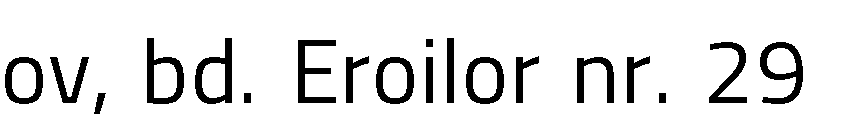 ov, bd. Eroilor nr. 29